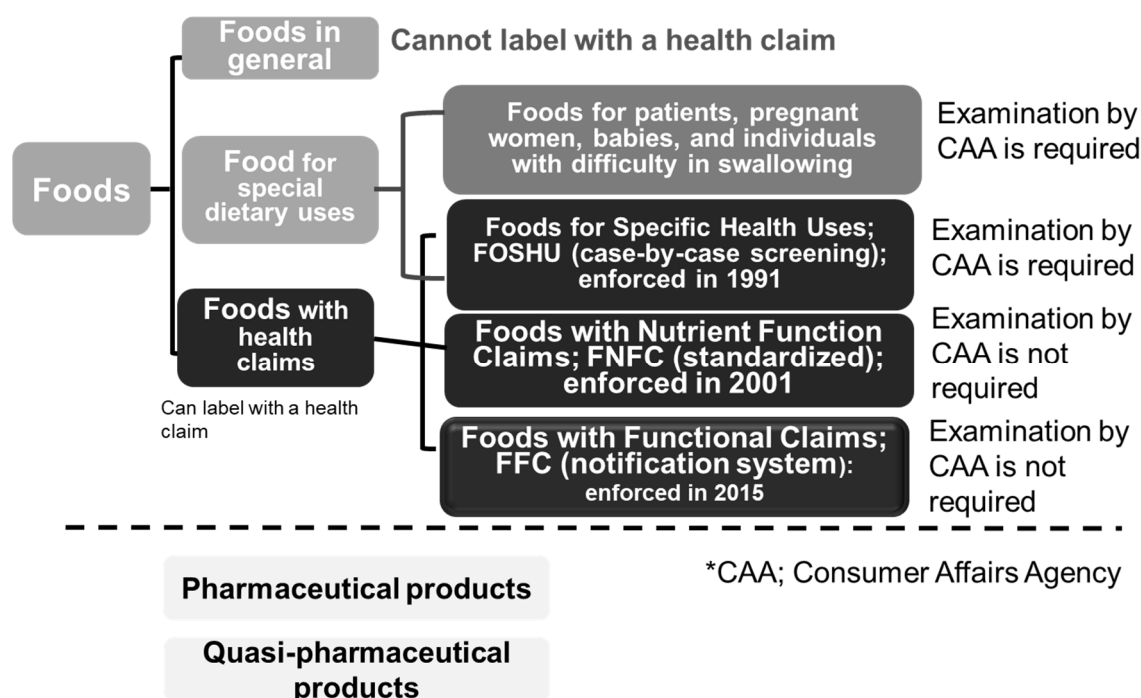 Foods in
general
Cannot label with a health claim
Foods for patients, pregnant
women, babies, and individuals
with difficulty in swallowing
Examination by
CAA is required
Foods
Food for
special
dietary uses
Foods for Specific Health Uses;
FOSHU (case-by-case screening);
enforced in 1991
Examination by
CAA is required
Foods with
health
claims
Can label with a health
claim
Foods with Nutrient Function
Claims; FNFC (standardized);
enforced in 2001
Examination by
CAA is not
required
Foods with Functional Claims;
FFC (notification system):
enforced in 2015
Examination by
CAA is not
required
*CAA; Consumer Affairs Agency
Pharmaceutical products
Quasi-pharmaceutical
products